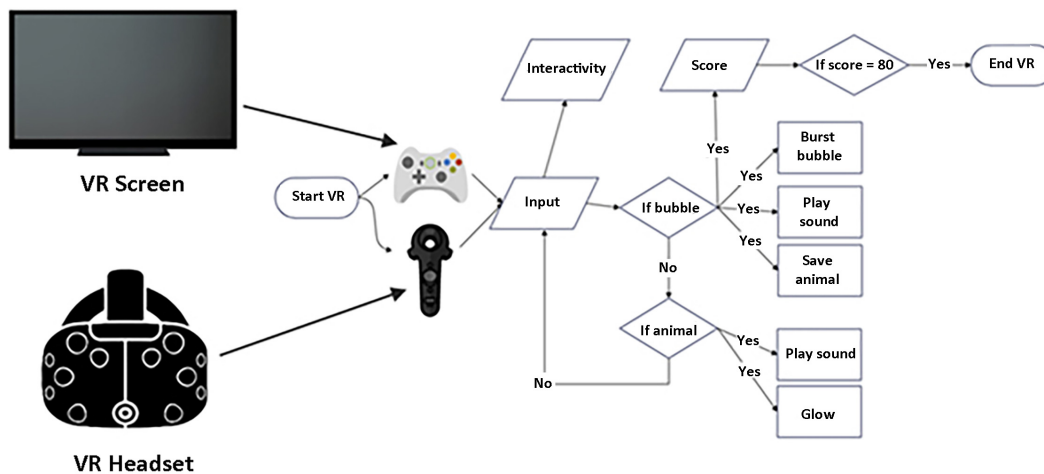 VR Screen
VR Headset
Start VR
Input
Interactivity
If bubble
Yes
Score
If score = 80
Yes
End VR
Yes
Burst
bubble
Yes
Play
sound
Yes
Save
animal
No
If animal
Yes
Play sound
Yes
Glow
No